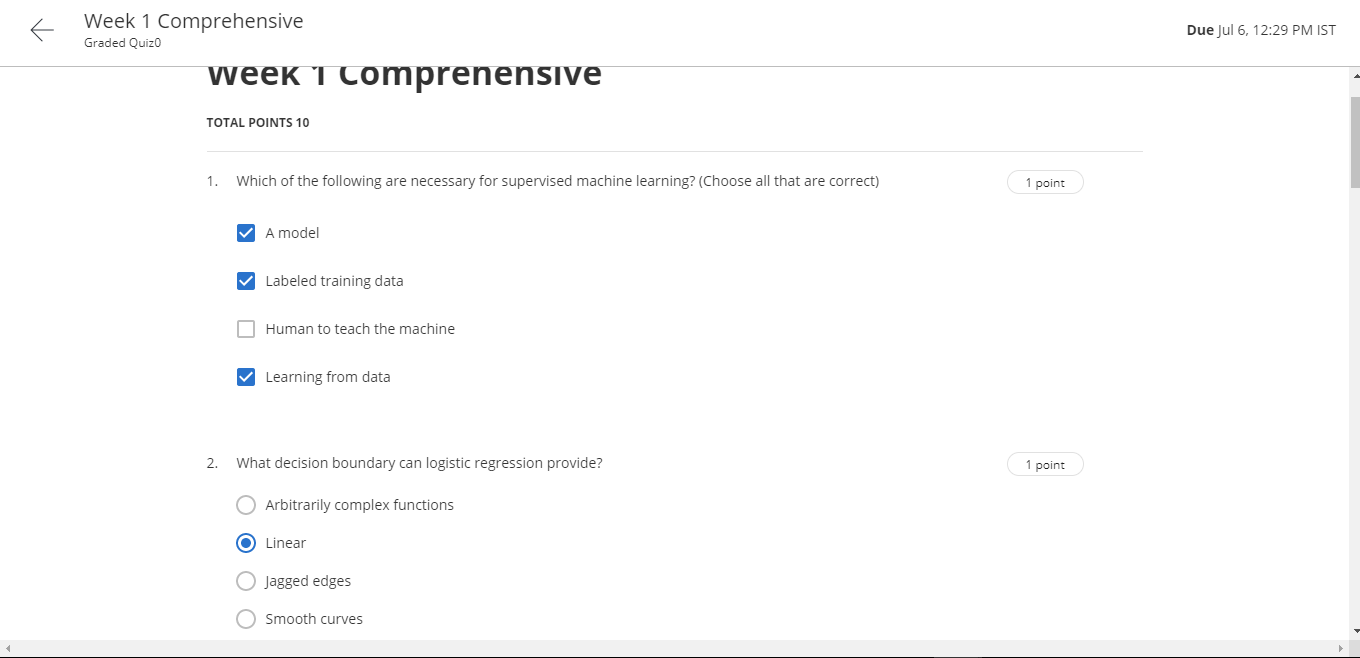 Week 1 Comprehensive
Graded Quiz0
Due Jul 6, 12:29 PM IST
Week 1 Comprehensive
TOTAL POINTS 10
1. Which of the following are necessary for supervised machine learning? (Choose all that are correct)
1 point
A model
Labeled training data
Human to teach the machine
Learning from data
2. What decision boundary can logistic regression provide?
1 point
Arbitrarily complex functions
Linear
Jagged edges
Smooth curves